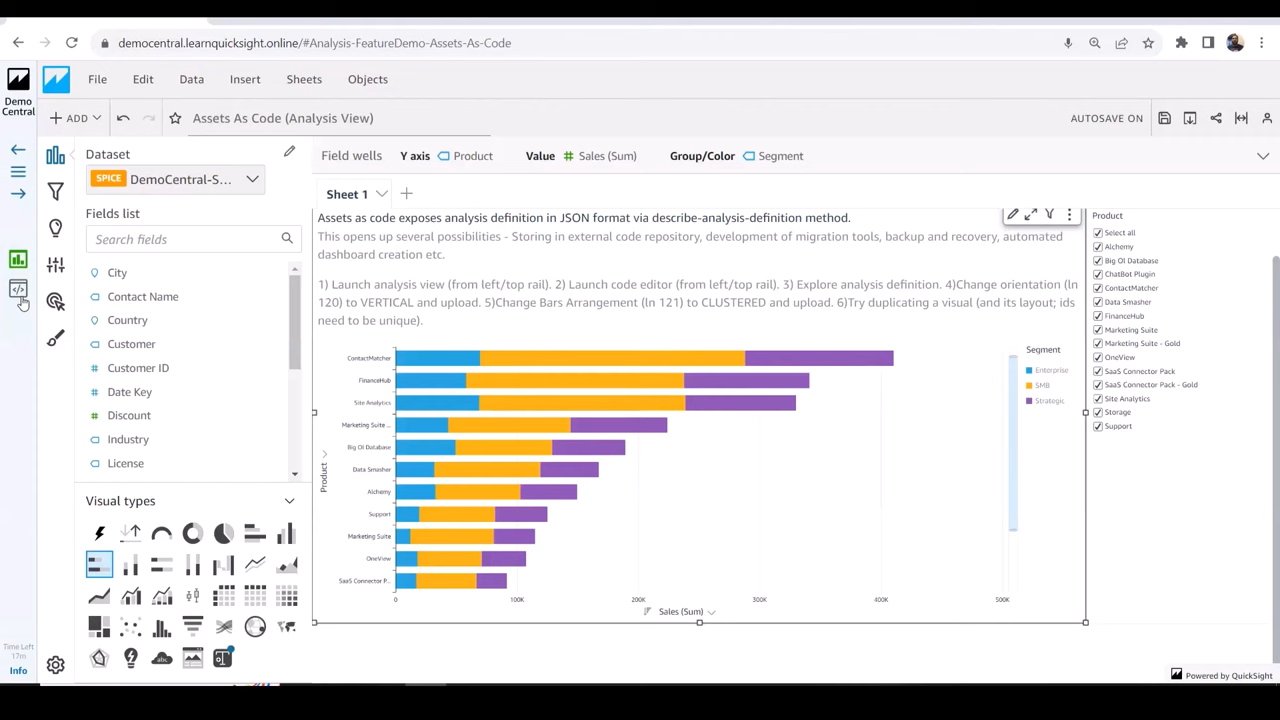 democentral.learnquicksight.online/#Analysis-FeatureDemo-Assets-As-Code
Demo
Central
File Edit Data Insert Sheets Objects
ADD
Assets As Code (Analysis View)
AUTOSAVE ON
Dataset
SPICE DemoCentral-S...
Field wells Y axis Product Value Sales (Sum) Group/Color Segment
Sheet 1
Fields list
Search fields
City
Contact Name
Country
Customer
Customer ID
Date Key
Discount
Industry
License
Visual types
Time Left
17m
Info
Assets as code exposes analysis definition in JSON format via describe-analysis-definition method.
This opens up several possibilities - Storing in external code repository, development of migration tools, backup and recovery, automated
dashboard creation etc.
1) Launch analysis view (from left/top rail). 2) Launch code editor (from left/top rail). 3) Explore analysis definition. 4)Change orientation (ln
120) to VERTICAL and upload. 5)Change Bars Arrangement (ln 121) to CLUSTERED and upload. 6)Try duplicating a visual (and its layout; ids
need to be unique).
Product
ContactMatcher
FinanceHub
Site Analytics
Marketing Suite ...
Big Ol Database
Data Smasher
Alchemy
Support
Marketing Suite
OneView
SaaS Connector P...
0 100K 200K 300K 400K 500K
Sales (Sum)
Segment
Enterprise
SMB
Strategic
Product
Select all
Alchemy
Big Ol Database
ChatBot Plugin
ContactMatcher
Data Smasher
FinanceHub
Marketing Suite
Marketing Suite - Gold
OneView
SaaS Connector Pack
SaaS Connector Pack - Gold
Site Analytics
Storage
Support
Powered by QuickSight